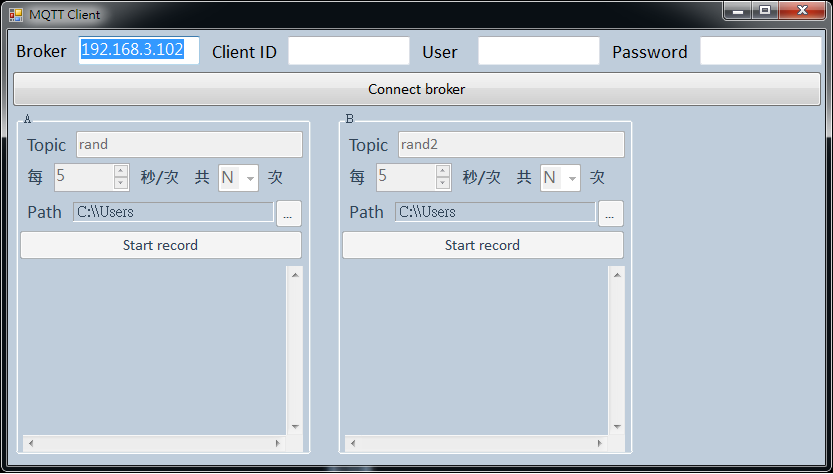 MQTT Client
Broker 192.168.3.102 Client ID User Password
Connect broker
A
Topic rand
每 5 秒/次 共 N 次
Path C:\\Users ...
Start record
B
Topic rand2
每 5 秒/次 共 N 次
Path C:\\Users ...
Start record